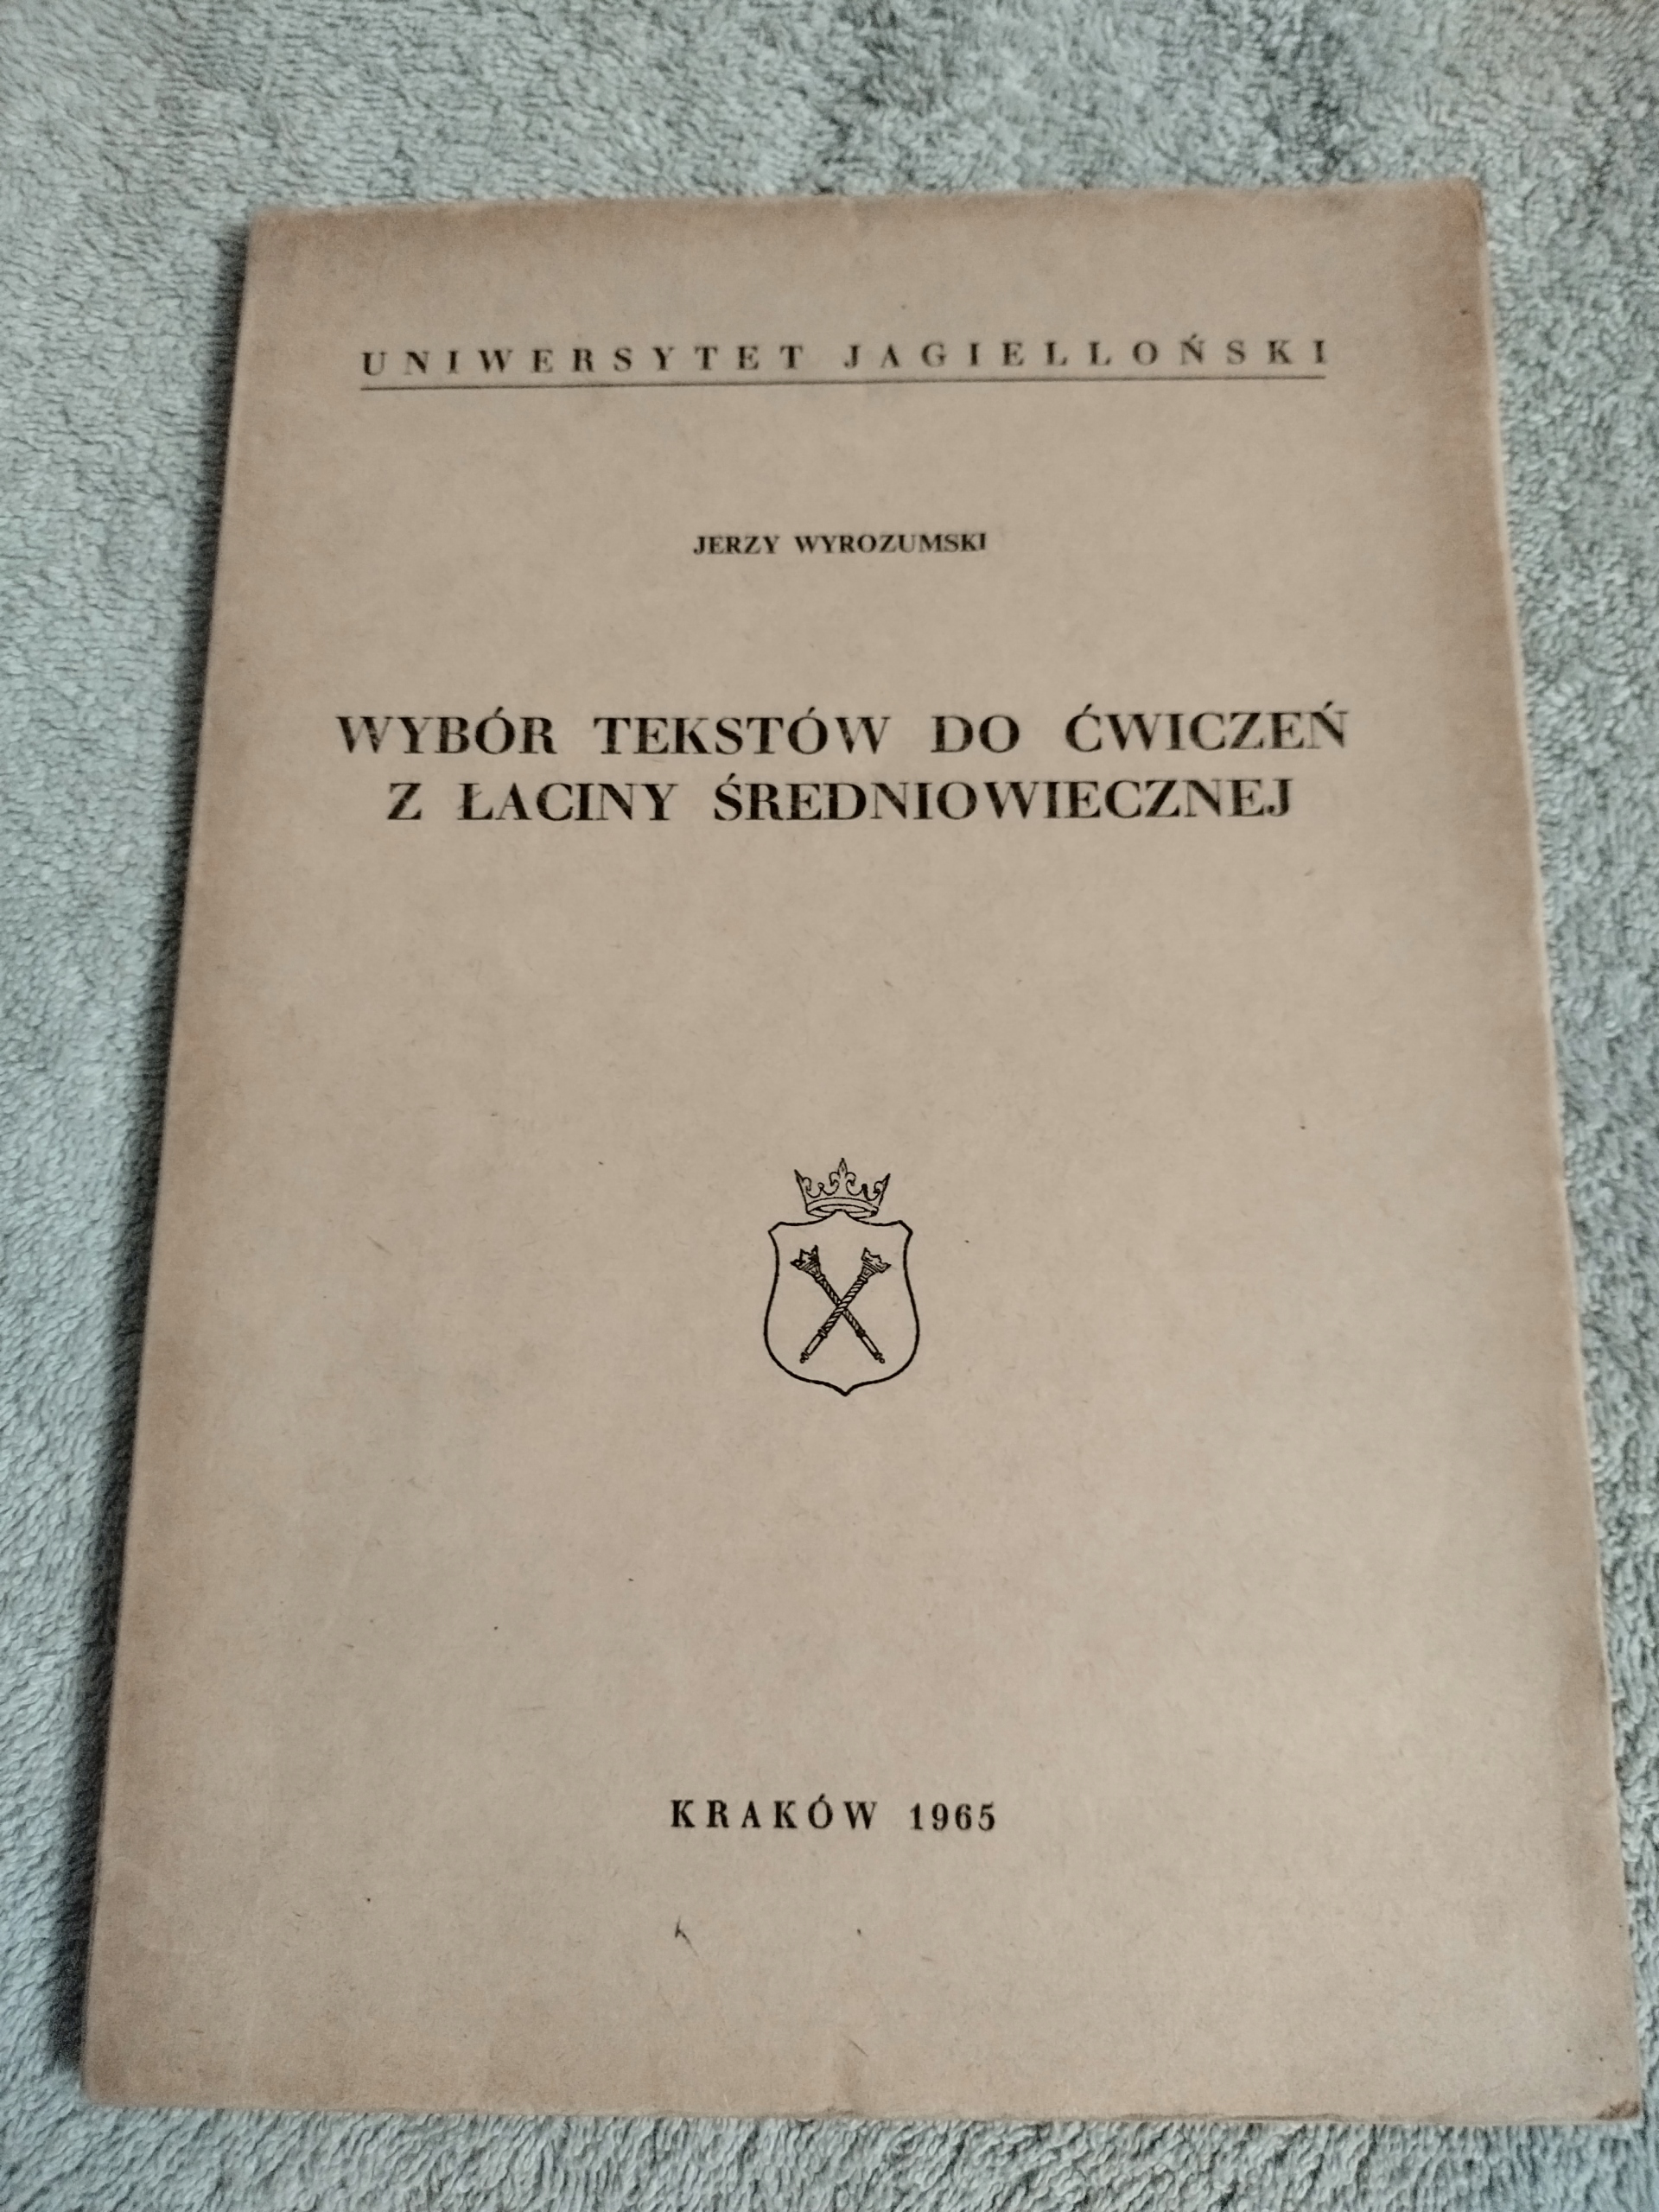 UNIWERSYTET JAGIELLOŃSKI
JERZY WYROZUMSKI
WYBÓR TEKSTÓW DO ĆWICZEŃ
Z ŁACINY ŚREDNIOWIECZNEJ
KRAKÓW 1965